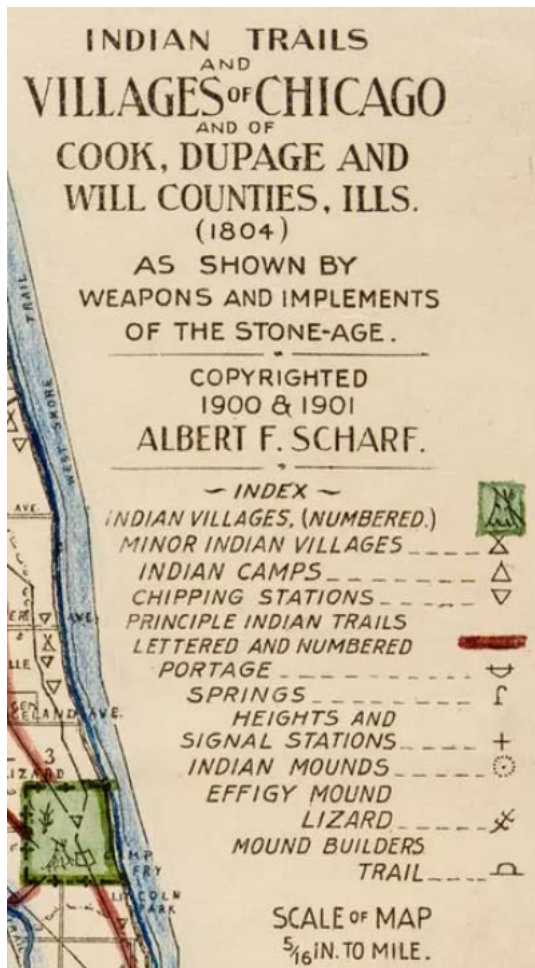 INDIAN TRAILS
AND
VILLAGES OF CHICAGO
AND OF
COOK, DUPAGE AND
WILL COUNTIES, ILLS.
(1804)
AS SHOWN BY
WEAPONS AND IMPLEMENTS
OF THE STONE-AGE.
COPYRIGHTED
1900 & 1901
ALBERT F. SCHARF.
~ INDEX ~
INDIAN VILLAGES, (NUMBERED.)
MINOR INDIAN VILLAGES
INDIAN CAMPS
CHIPPING STATIONS
PRINCIPLE INDIAN TRAILS
LETTERED AND NUMBERED
PORTAGE
SPRINGS
HEIGHTS AND
SIGNAL STATIONS
INDIAN MOUNDS
EFFIGY MOUND
LIZARD
MOUND BUILDERS
TRAIL
SCALE OF MAP
5/16 IN. TO MILE.
WEST SHORE TRAIL
AVE.
AVE.
AVE.
3
LIZARD
LINCOLN
PARK
TRAIL